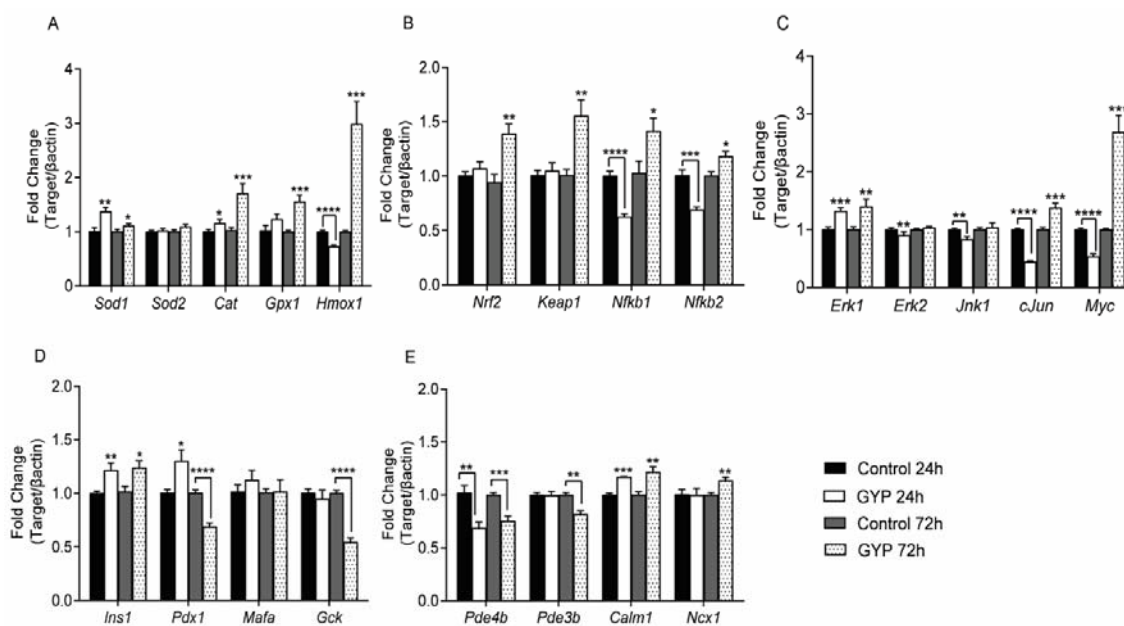 A
Fold Change
(Target/βactin)
4
3
2
1
0
** * * *** *** **** ***
Sod1 Sod2 Cat Gpx1 Hmox1
B
Fold Change
(Target/βactin)
2.0
1.5
1.0
0.5
0.0
** ** **** * *** *
Nrf2 Keap1 Nfkb1 Nfkb2
C
Fold Change
(Target/βactin)
4
3
2
1
0
*** ** ** ** **** *** **** ***
Erk1 Erk2 Jnk1 cJun Myc
D
Fold Change
(Target/βactin)
2.0
1.5
1.0
0.5
0.0
** * * **** ****
Ins1 Pdx1 Mafa Gck
E
Fold Change
(Target/βactin)
2.0
1.5
1.0
0.5
0.0
** *** ** *** ** **
Pde4b Pde3b Calm1 Ncx1
Control 24h
GYP 24h
Control 72h
GYP 72h